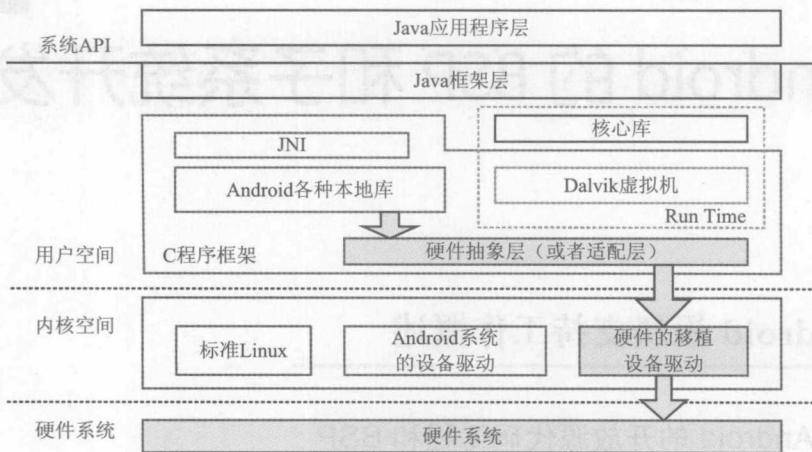 Java应用程序层
系统API
Java框架层
核心库
JNI
Android各种本地库
Dalvik虚拟机
Run Time
用户空间
C程序框架
硬件抽象层（或者适配层）
内核空间
标准Linux
Android系统
的设备驱动
硬件的移植
设备驱动
硬件系统
硬件系统